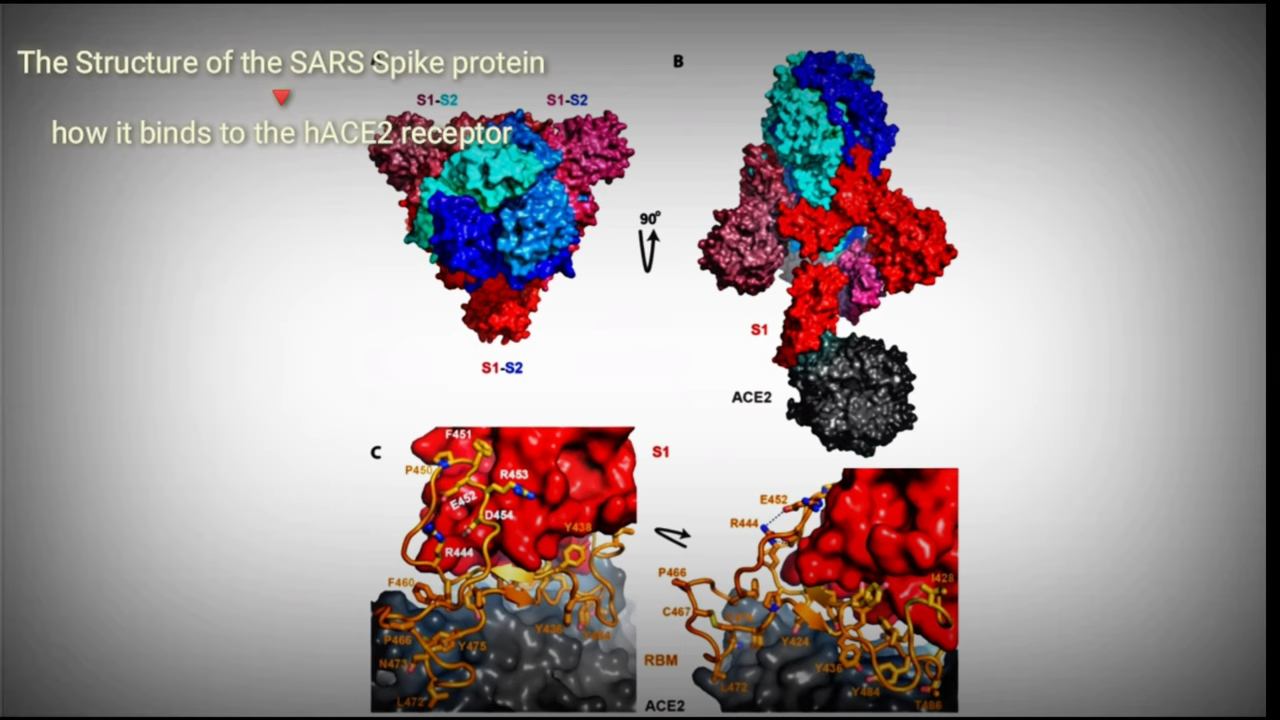 The Structure of the SARS Spike protein
how it binds to the hACE2 receptor
B
S1-S2
S1-S2
90°
S1-S2
S1
ACE2
C
S1
F451
P450
R453
E452
D454
Y438
R444
F460
P466
Y475
N473
L472
Y436
RBM
ACE2
E452
R444
P466
C467
I428
Y424
Y436
L472
Y484
T486